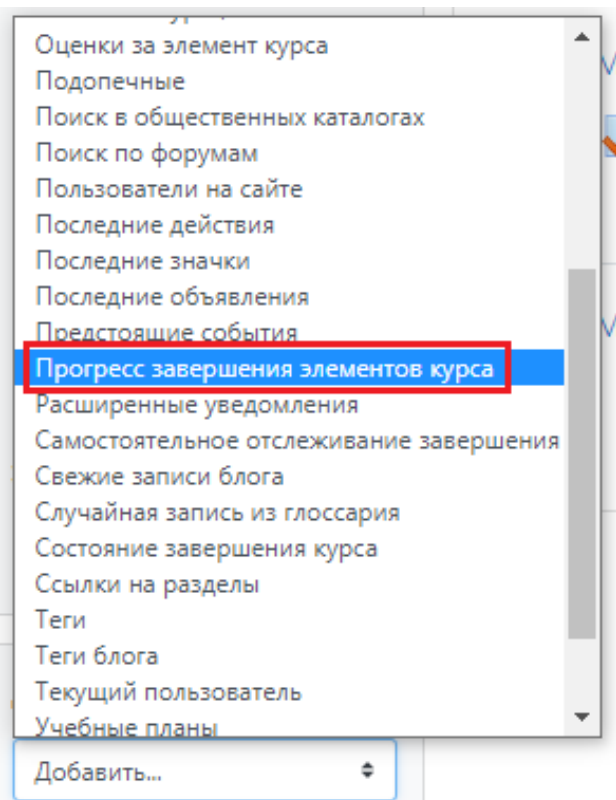 Оценки за элемент курса
Подопечные
Поиск в общественных каталогах
Поиск по форумам
Пользователи на сайте
Последние действия
Последние значки
Последние объявления
Предстоящие события
Прогресс завершения элементов курса
Расширенные уведомления
Самостоятельное отслеживание завершения
Свежие записи блога
Случайная запись из глоссария
Состояние завершения курса
Ссылки на разделы
Теги
Теги блога
Текущий пользователь
Учебные планы
Добавить...